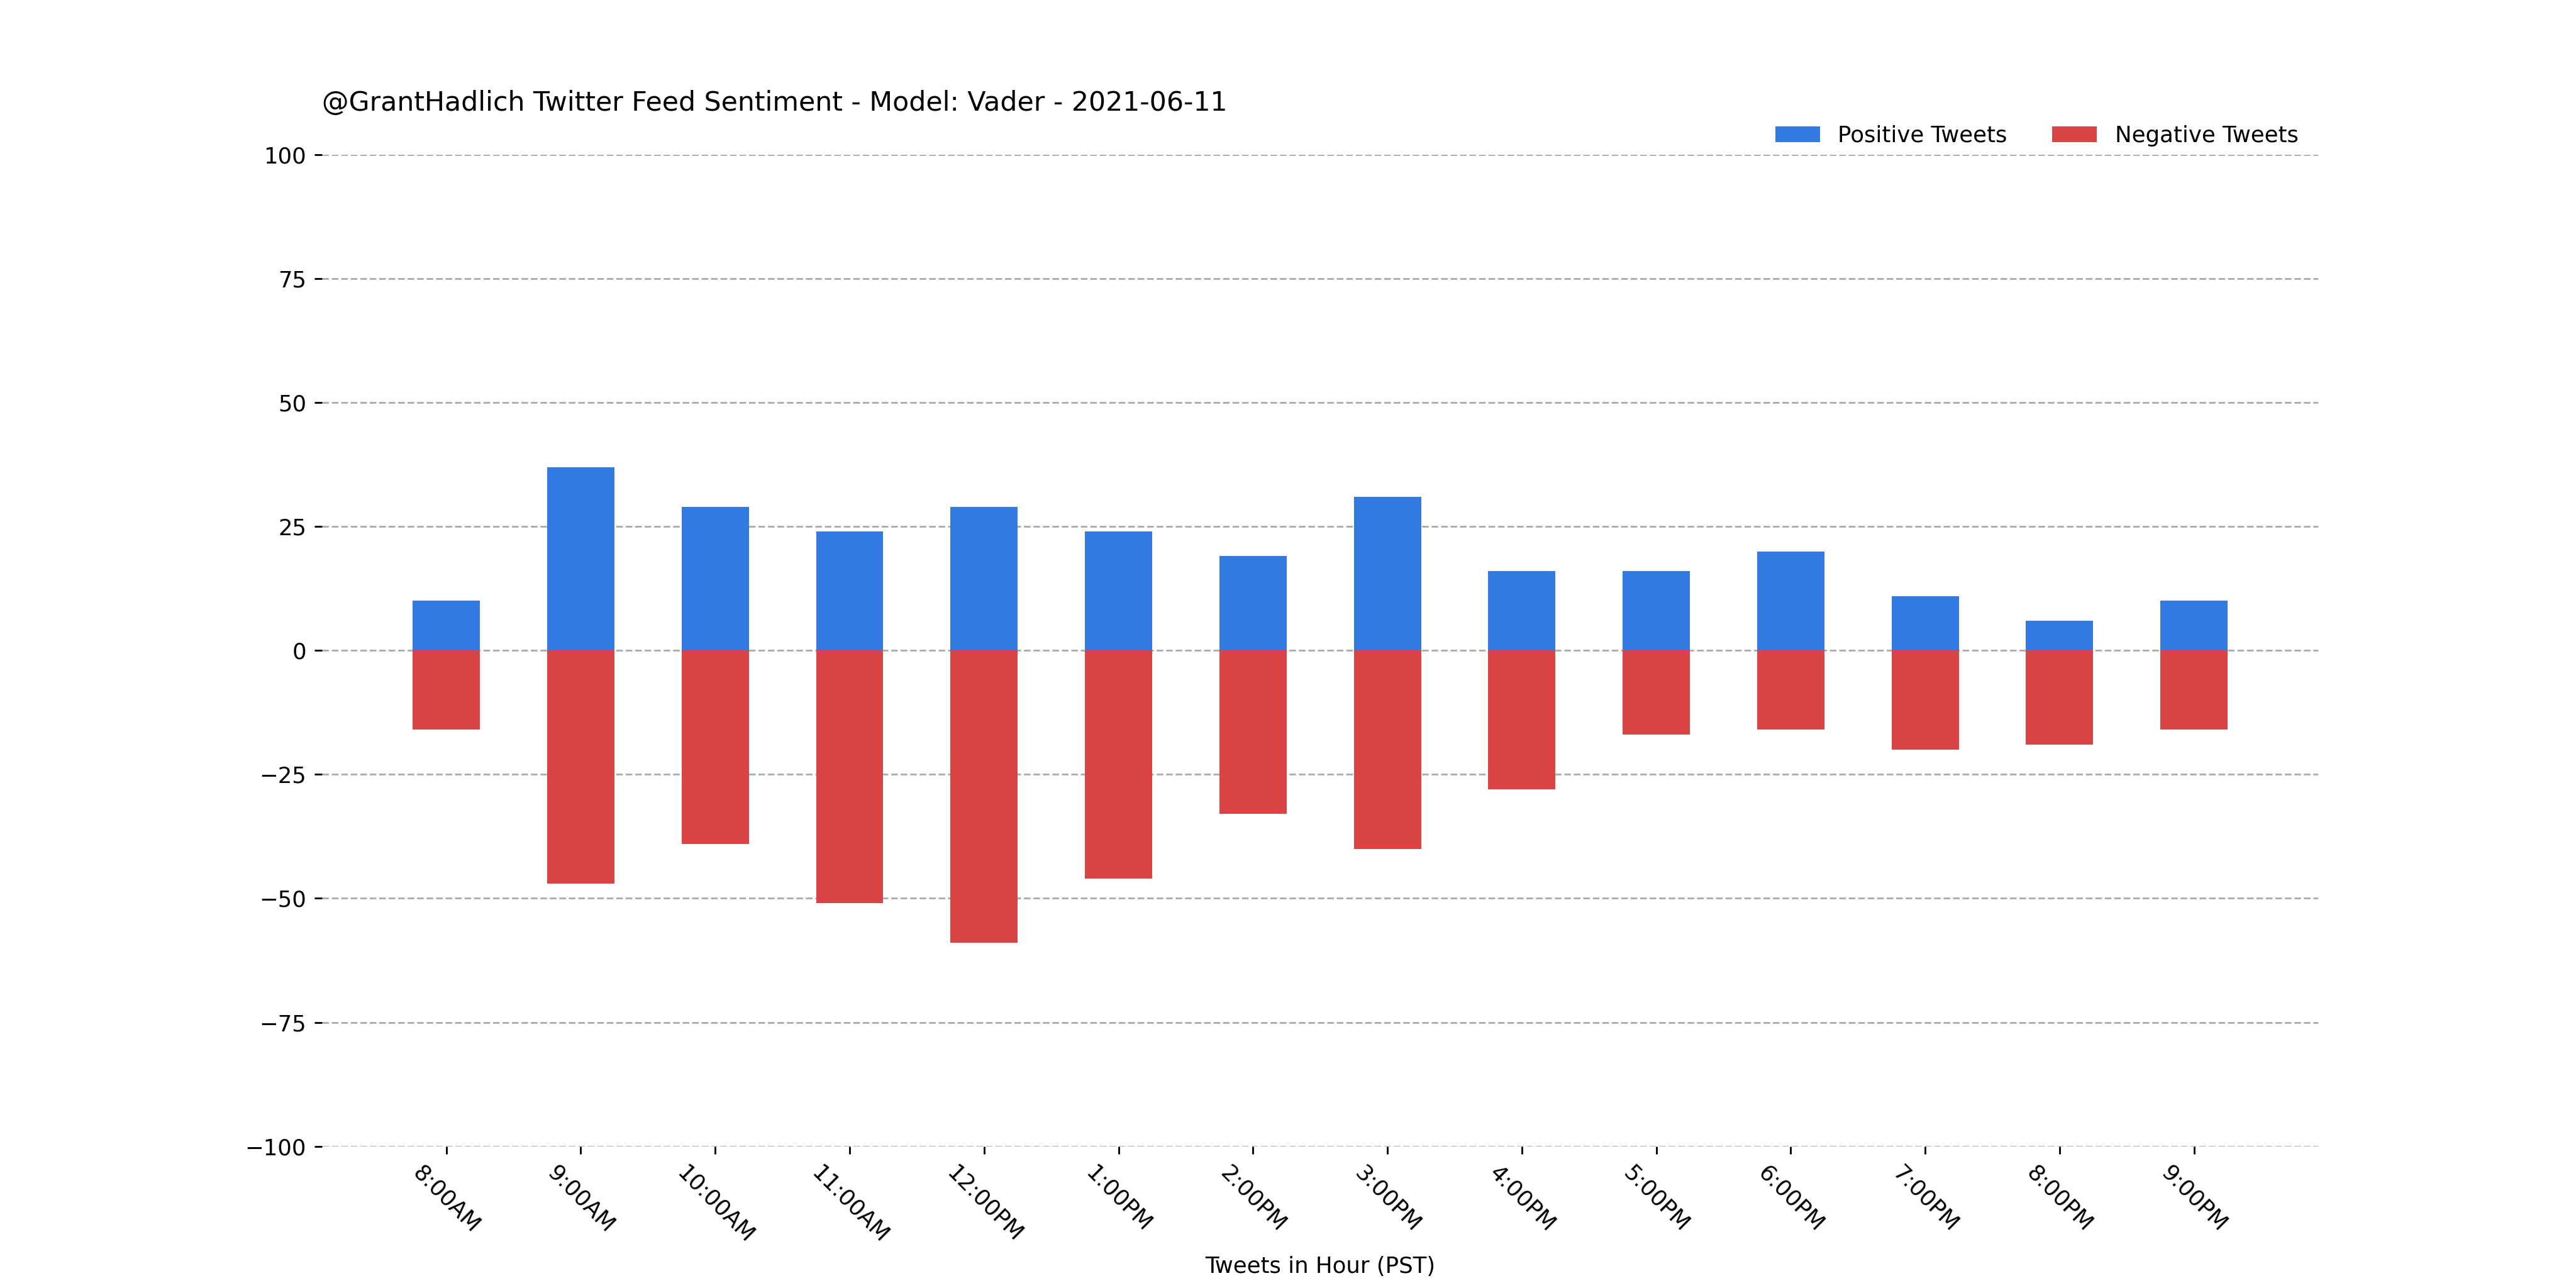 @GrantHadlich Twitter Feed Sentiment - Model: Vader - 2021-06-11
Positive Tweets
Negative Tweets
100
75
50
25
0
−25
−50
−75
−100
8:00AM
9:00AM
10:00AM
11:00AM
12:00PM
1:00PM
2:00PM
3:00PM
4:00PM
5:00PM
6:00PM
7:00PM
8:00PM
9:00PM
Tweets in Hour (PST)